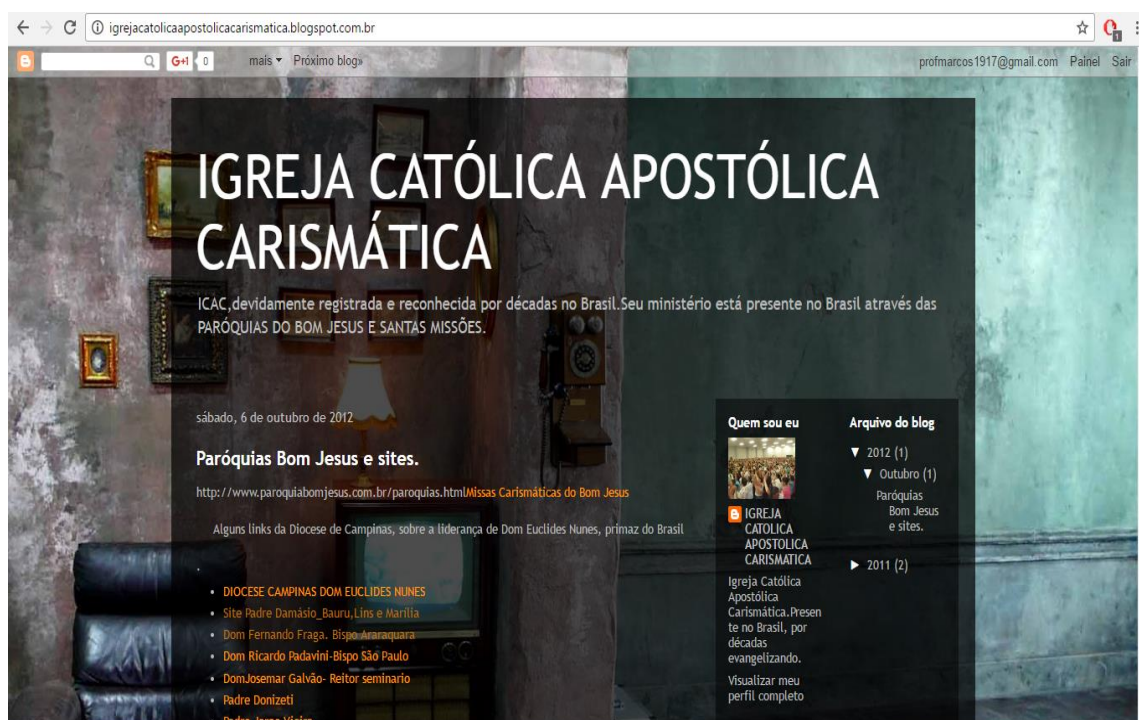 igrejacatolicaapostolicacarismatica.blogspot.com.br
1
G+1 0 mais Próximo blog» profmarcos1917@gmail.com Painel Sair
IGREJA CATÓLICA APOSTÓLICA
CARISMÁTICA
ICAC,devidamente registrada e reconhecida por décadas no Brasil.Seu ministério está presente no Brasil através das
PARÓQUIAS DO BOM JESUS E SANTAS MISSÕES.
sábado, 6 de outubro de 2012
Paróquias Bom Jesus e sites.
http://www.paroquiabomjesus.com.br/paroquias.htmlMissas Carismáticas do Bom Jesus
Alguns links da Diocese de Campinas, sobre a liderança de Dom Euclides Nunes, primaz do Brasil
.
DIOCESE CAMPINAS DOM EUCLIDES NUNES
Site Padre Damásio_Bauru,Lins e Marília
Dom Fernando Fraga. Bispo Araraquara
Dom Ricardo Padavini-Bispo São Paulo
DomJosemar Galvão- Reitor seminario
Padre Donizeti
Padre Jorge Vieira
Quem sou eu
IGREJA
CATOLICA
APOSTOLICA
CARISMATICA
Igreja Católica
Apostólica
Carismática.Presen
te no Brasil, por
décadas
evangelizando.
Visualizar meu
perfil completo
Arquivo do blog
▼ 2012 (1)
▼ Outubro (1)
Paróquias
Bom Jesus
e sites.
► 2011 (2)